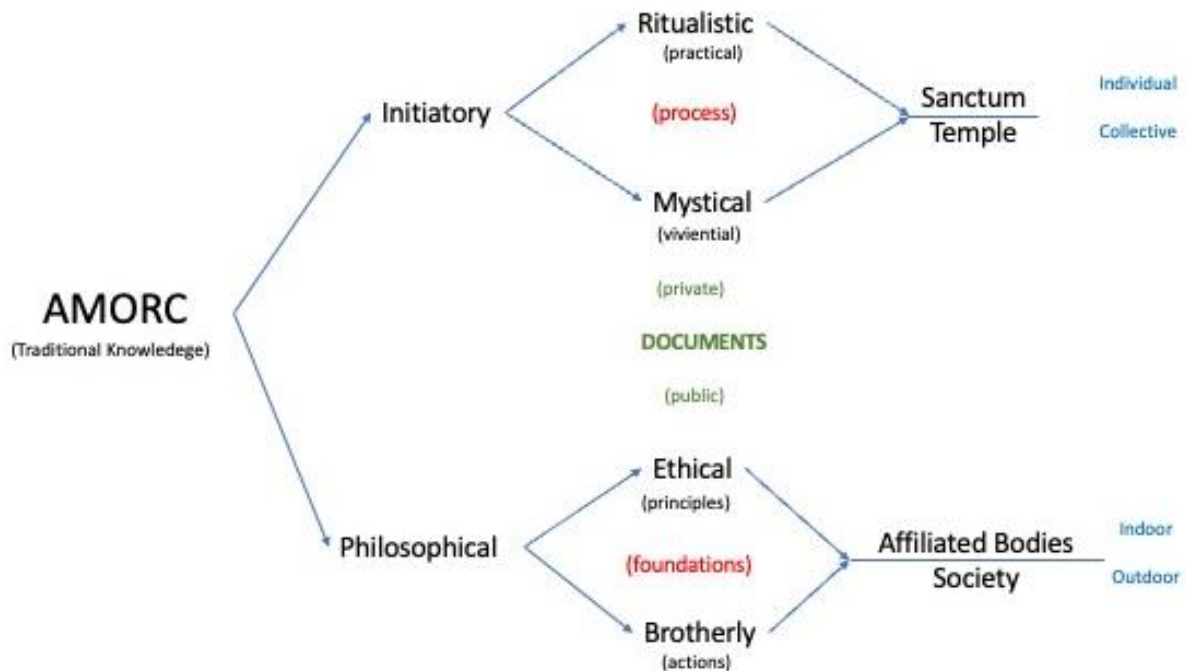 Ritualistic
(practical)
Initiatory
(process)
Sanctum
Temple
Individual
Collective
Mystical
(viviential)
(private)
AMORC
(Traditional Knowledege)
DOCUMENTS
(public)
Ethical
(principles)
Philosophical
(foundations)
Affiliated Bodies
Society
Indoor
Outdoor
Brotherly
(actions)